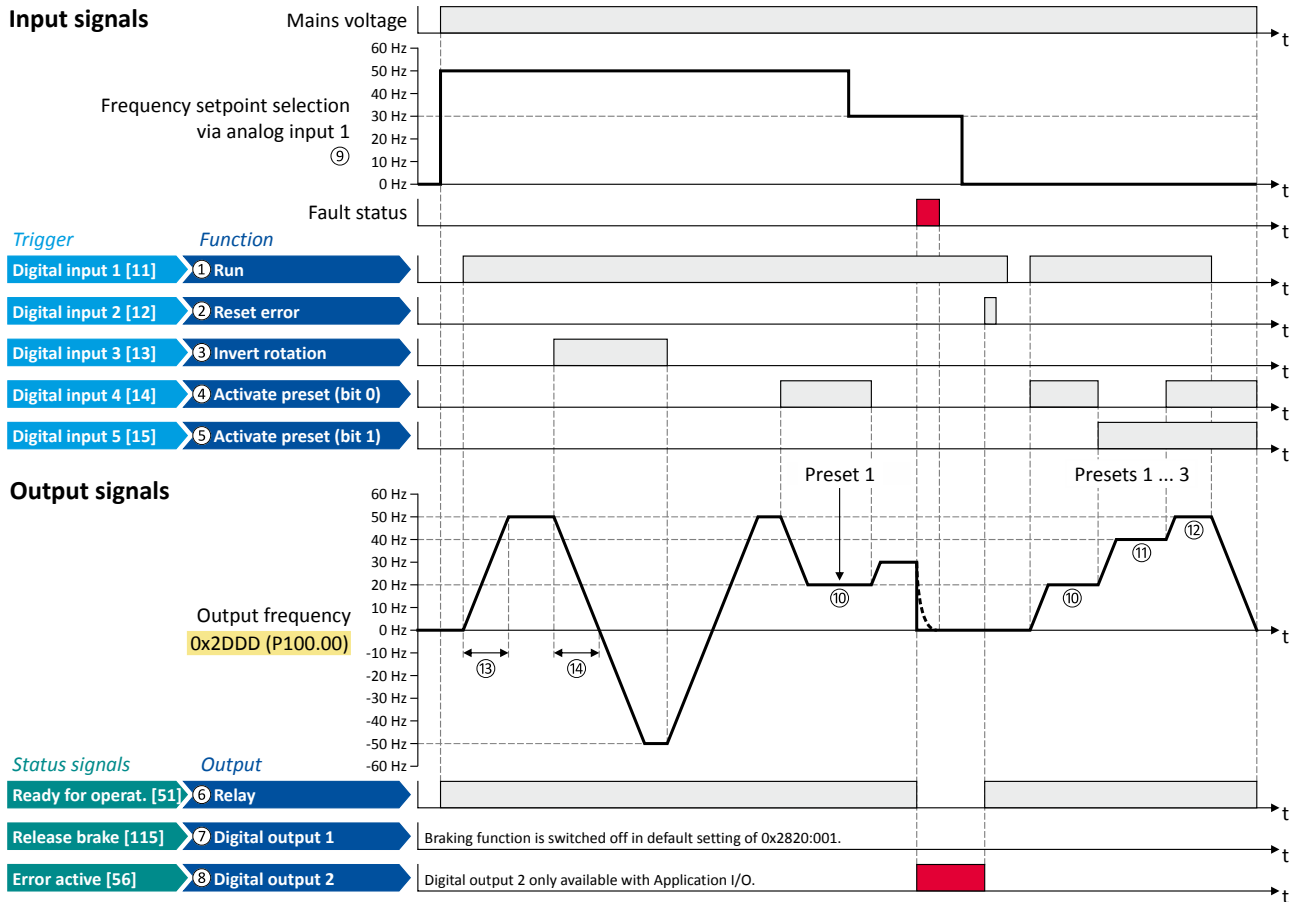 Input signals
Mains voltage
t
60 Hz
50 Hz
40 Hz
30 Hz
20 Hz
10 Hz
0 Hz
Frequency setpoint selection
via analog input 1
⑨
t
Fault status
t
Trigger Function
Digital input 1 [11] ① Run
t
Digital input 2 [12] ② Reset error
t
Digital input 3 [13] ③ Invert rotation
t
Digital input 4 [14] ④ Activate preset (bit 0)
t
Digital input 5 [15] ⑤ Activate preset (bit 1)
t
Output signals
Preset 1
Presets 1 ... 3
60 Hz
50 Hz
40 Hz
30 Hz
20 Hz
10 Hz
0 Hz
-10 Hz
-20 Hz
-30 Hz
-40 Hz
-50 Hz
-60 Hz
Output frequency
0x2DDD (P100.00)
⑬
⑭
⑩
⑩
⑪
⑫
t
Status signals Output
Ready for operat. [51] ⑥ Relay
t
Release brake [115] ⑦ Digital output 1
Braking function is switched off in default setting of 0x2820:001.
t
Error active [56] ⑧ Digital output 2
Digital output 2 only available with Application I/O.
t